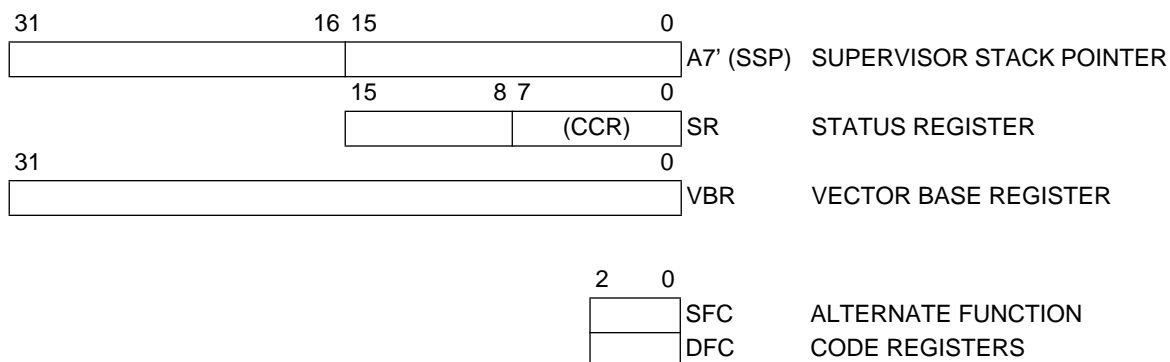 31 16 15 0
A7' (SSP) SUPERVISOR STACK POINTER
15 8 7 0
(CCR) SR STATUS REGISTER
31 0
VBR VECTOR BASE REGISTER
2 0
SFC ALTERNATE FUNCTION
DFC CODE REGISTERS